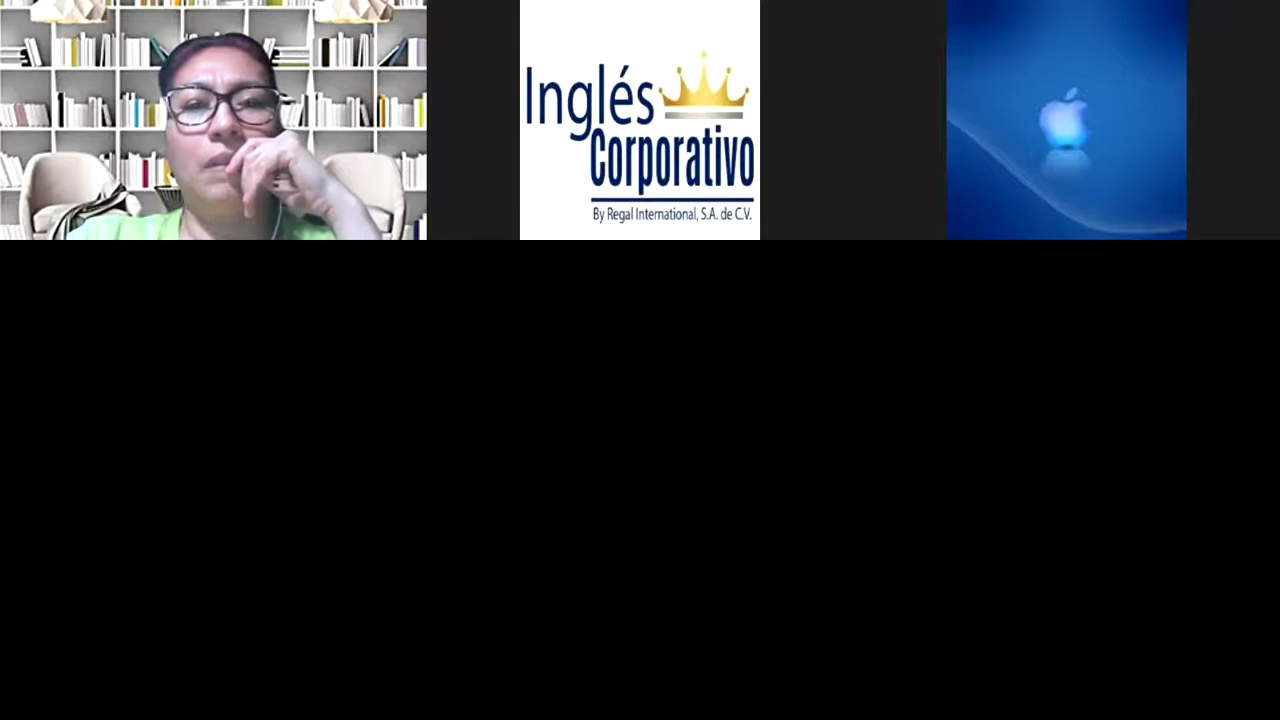 Inglés
Corporativo
By Regal International, S.A. de C.V.